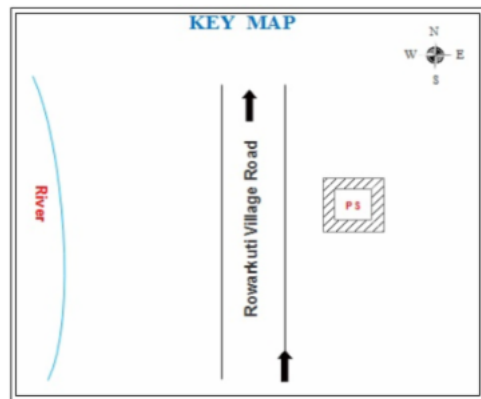 KEY MAP
N
W E
S
River
Rowarkuti Village Road
PS